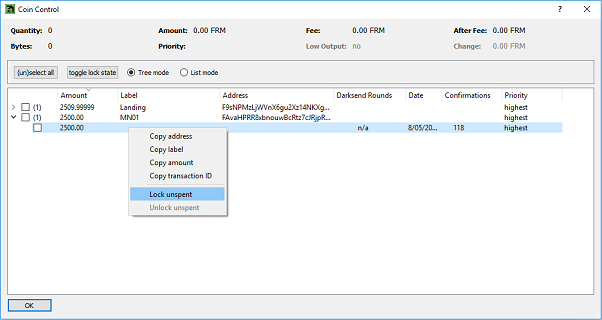 Coin Control
Quantity: 0 Amount: 0.00 FRM Fee: 0.00 FRM After Fee: 0.00 FRM
Bytes: 0 Priority: Low Output: no Change: 0.00 FRM
(un)select all toggle lock state Tree mode List mode
Amount Label Address Darksend Rounds Date Confirmations Priority
(1) 2509.99999 Landing F9sNPMzLjWVnX6gu2Xz14NKXg... highest
(1) 2500.00 MN01 FAvaHPRR8xbnouwBcRtz7cJRjpR... highest
2500.00 n/a 8/05/20... 118 highest
Copy address
Copy label
Copy amount
Copy transaction ID
Lock unspent
Unlock unspent
OK